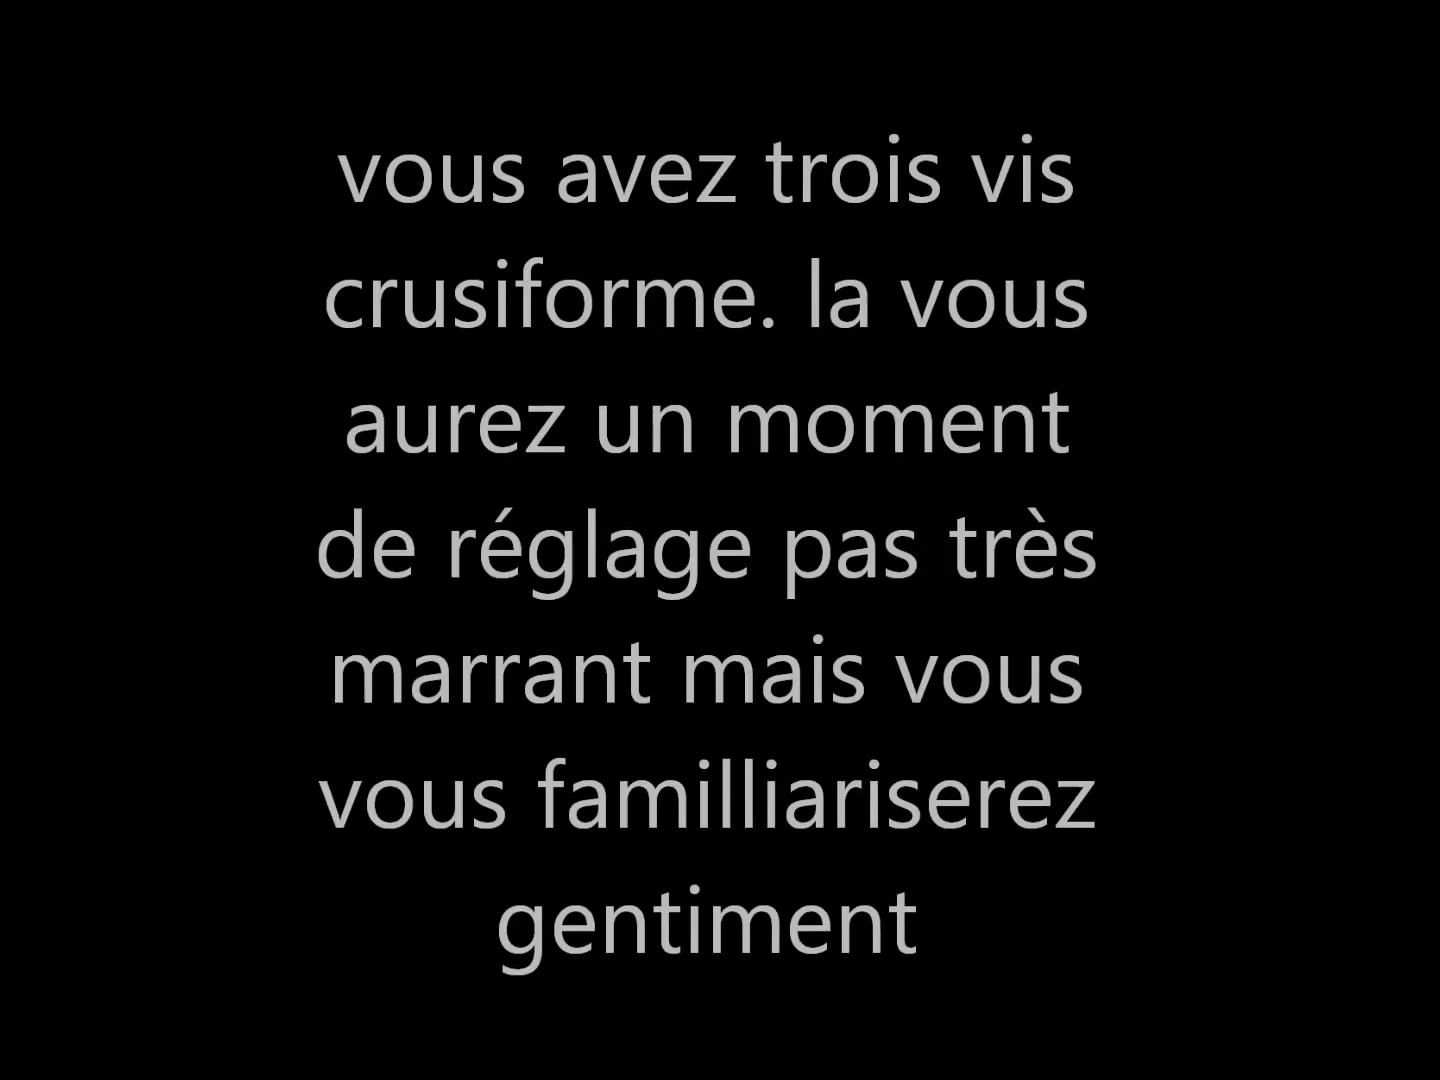 vous avez trois vis
crusiforme. la vous
aurez un moment
de réglage pas très
marrant mais vous
vous familliariserez
gentiment